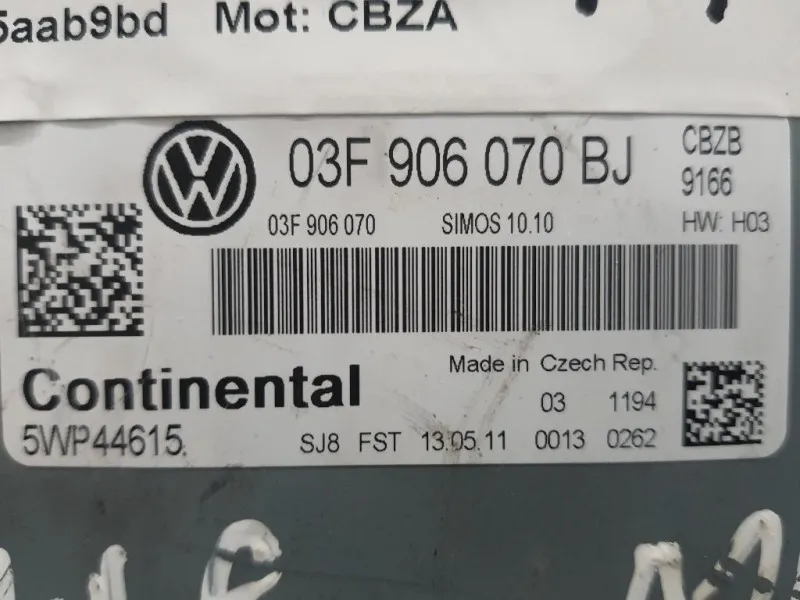 5aab9bd Mot: CBZA
03F 906 070 BJ CBZB
9166
03F 906 070 SIMOS 10.10 HW: H03
Made in Czech Rep.
Continental 03 1194
5WP44615. SJ8 FST 13.05.11 0013 0262